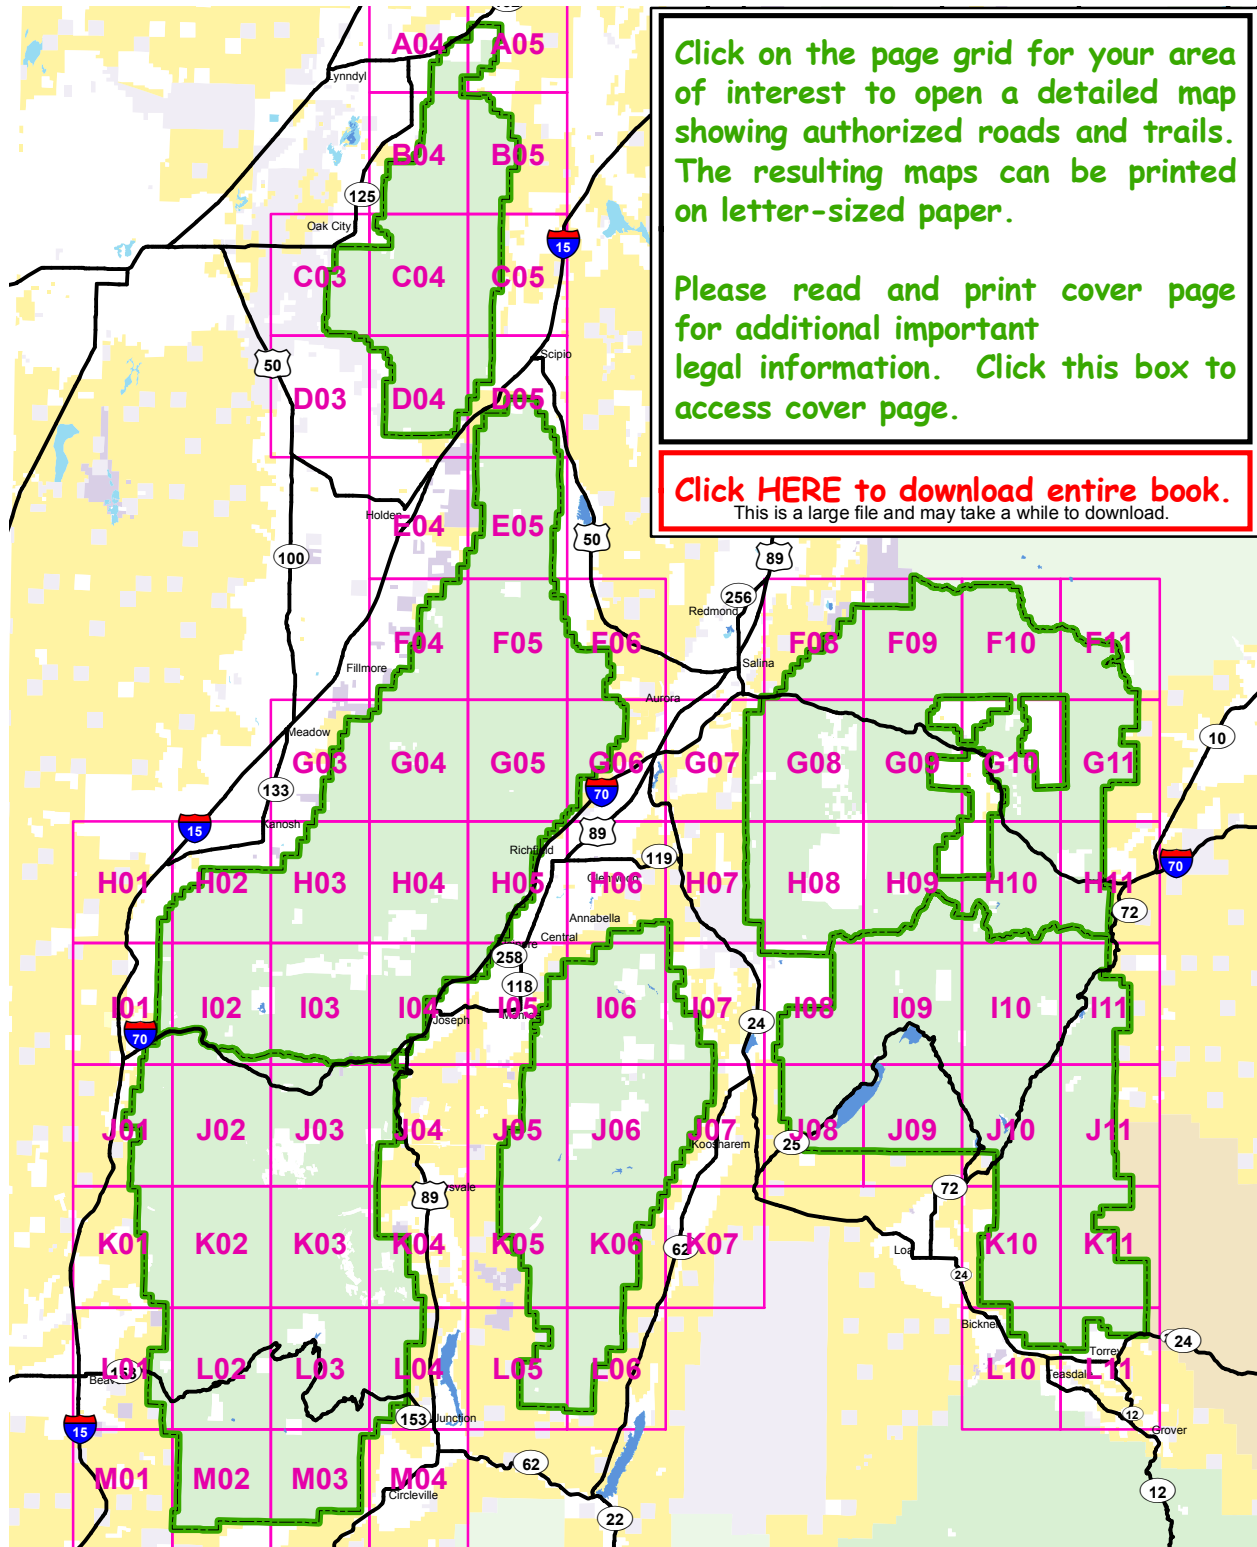 Click on the page grid for your area
of interest to open a detailed map
showing authorized roads and trails.
The resulting maps can be printed
on letter-sized paper.
Please read and print cover page
for additional important
legal information. Click this box to
access cover page.
Click HERE to download entire book.
This is a large file and may take a while to download.
A04 A05
Lynndyl
B04 B05
125
Oak City
15
C03 C04 C05
Scipio
50
D03 D04 D05
Holden
E04 E05
50
89
100
256
Redmond
F04 F05 F06 F08 F09 F10 F11
Fillmore
Salina
Aurora
Meadow
10
G03 G04 G05 G06 G07 G08 G09 G10 G11
133
70
Kanosh
15
89
Richfield
119
70
H01 H02 H03 H04 H05 H06 H07 H08 H09 H10 H11
Glenwood
72
Annabella
Central
258
118
I01 I02 I03 I04 I05 I06 I07 I08 I09 I10 I11
Joseph
Monroe
24
70
J01 J02 J03 J04 J05 J06 J07 J08 J09 J10 J11
Koosharem
25
89
72
K01 K02 K03 K04 K05 K06 K07 K10 K11
62
Loa
24
Bicknell
24
Torrey
L01 L02 L03 L04 L05 L06 L10 L11
153
Teasdale
153
Junction
12
15
Grover
M01 M02 M03 M04
62
Circleville
12
22